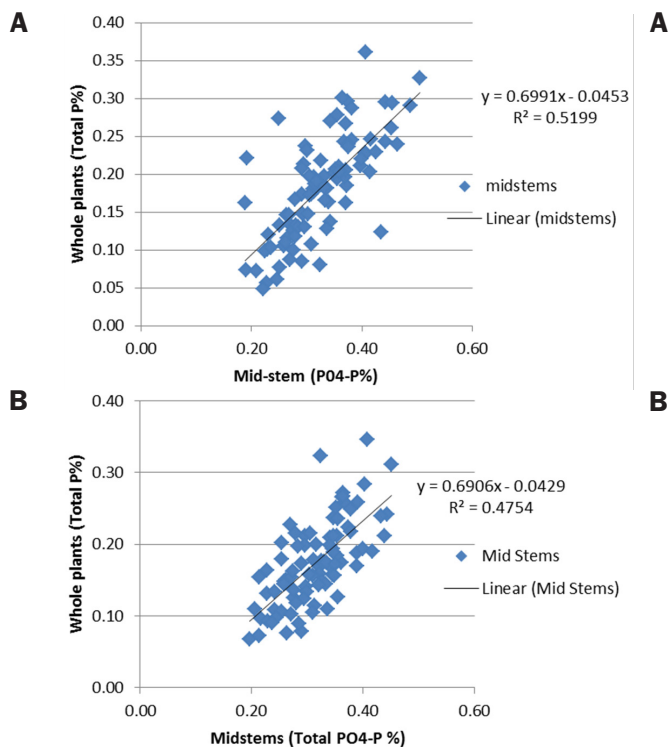 A
A
0.40
0.35
0.30
0.25
0.20
0.15
0.10
0.05
0.00
Whole plants (Total P%)
y = 0.6991x - 0.0453
R² = 0.5199
midstems
Linear (midstems)
0.00 0.20 0.40 0.60
Mid-stem (P04-P%)
B
B
0.40
0.30
0.20
0.10
0.00
Whole plants (Total P%)
y = 0.6906x - 0.0429
R² = 0.4754
Mid Stems
Linear (Mid Stems)
0.00 0.20 0.40 0.60
Midstems (Total PO4-P %)